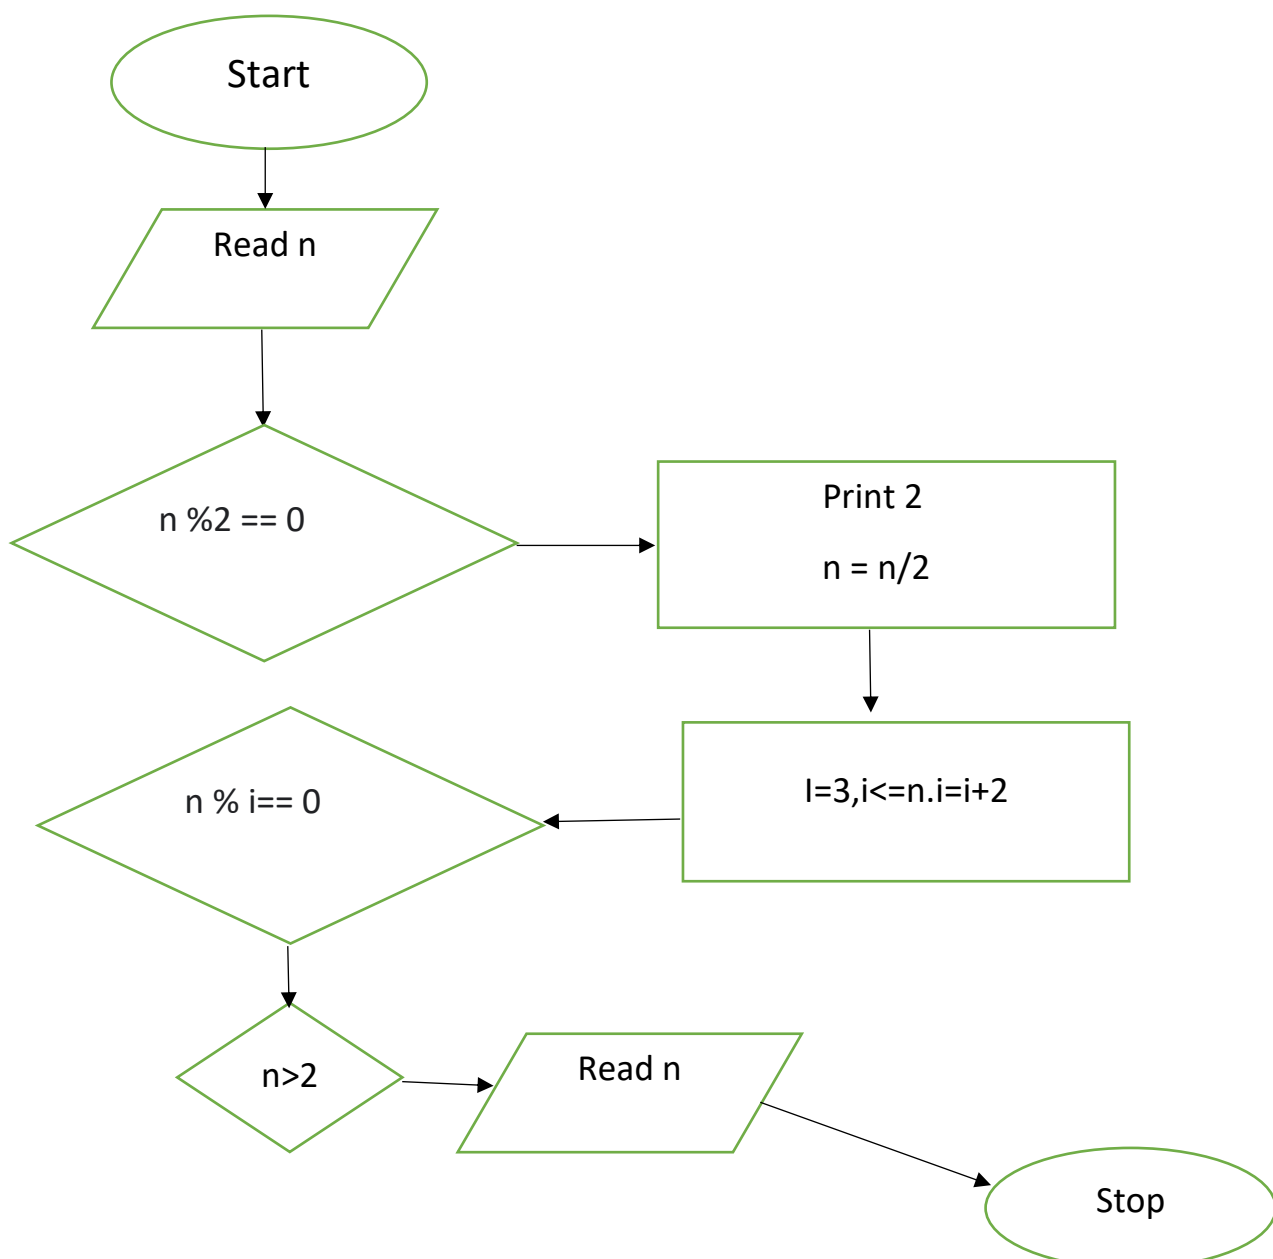 Start
Read n
n %2 == 0
Print 2
n = n/2
I=3,i<=n.i=i+2
n % i== 0
n>2
Read n
Stop